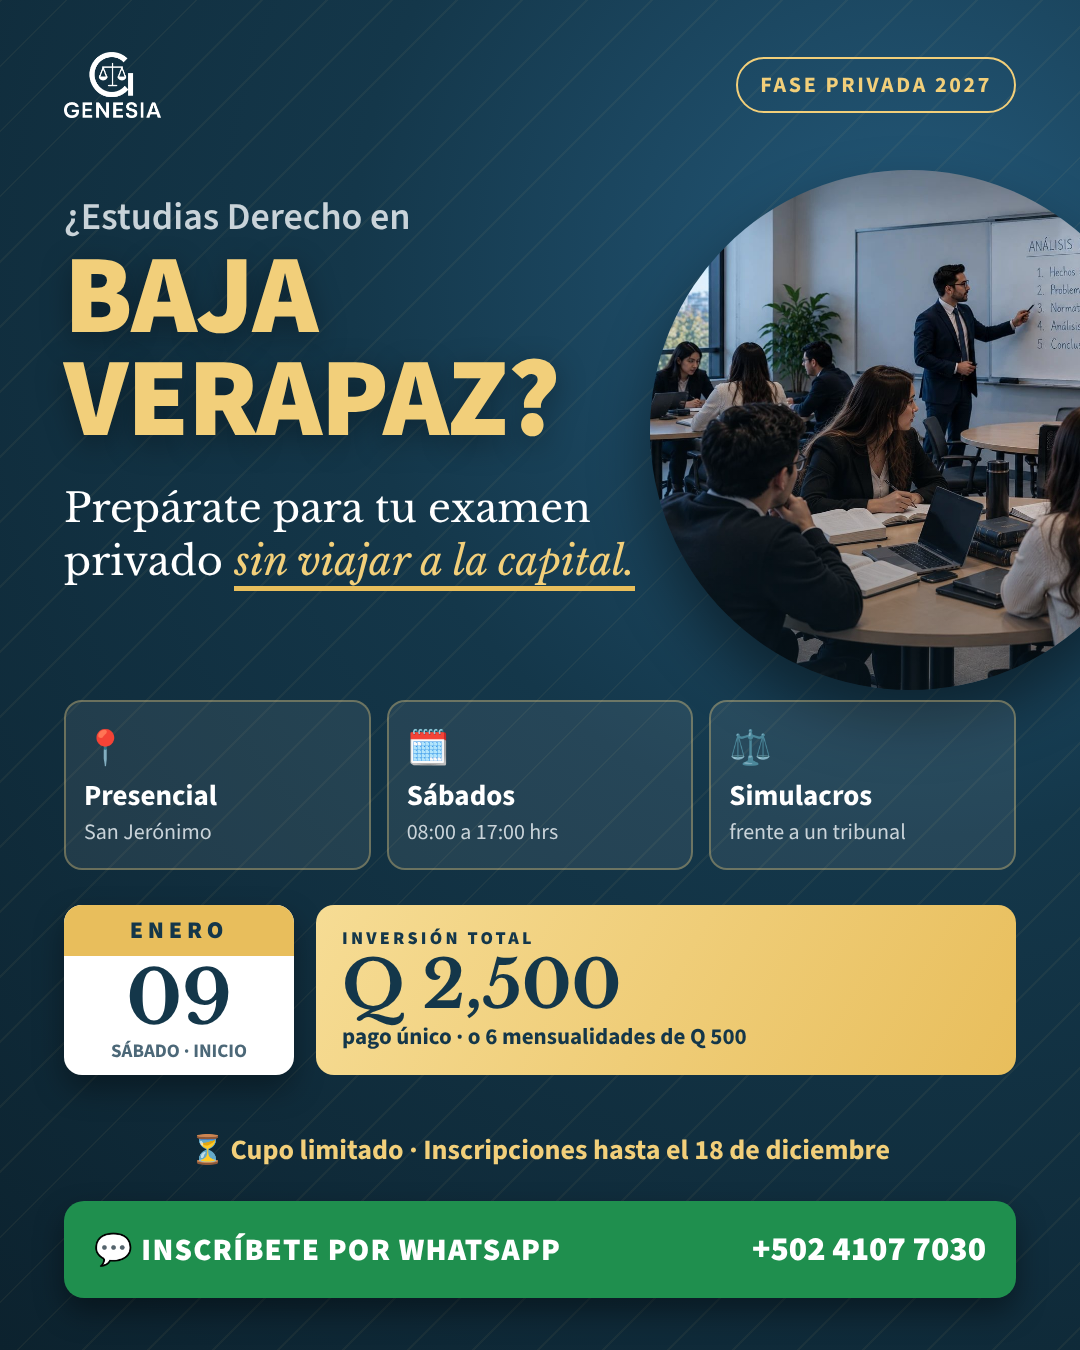 GENESIA
FASE PRIVADA 2027
¿Estudias Derecho en
BAJA
VERAPAZ?
Prepárate para tu examen
privado sin viajar a la capital.
ANÁLISIS
1. Hechos
2.
3.
4. Análisis
5.
Presencial
San Jerónimo
Sábados
08:00 a 17:00 hrs
Simulacros
frente a un tribunal
ENERO
09
SÁBADO · INICIO
INVERSIÓN TOTAL
Q 2,500
pago único · o 6 mensualidades de Q 500
Cupo limitado · Inscripciones hasta el 18 de diciembre
INSCRÍBETE POR WHATSAPP
+502 4107 7030